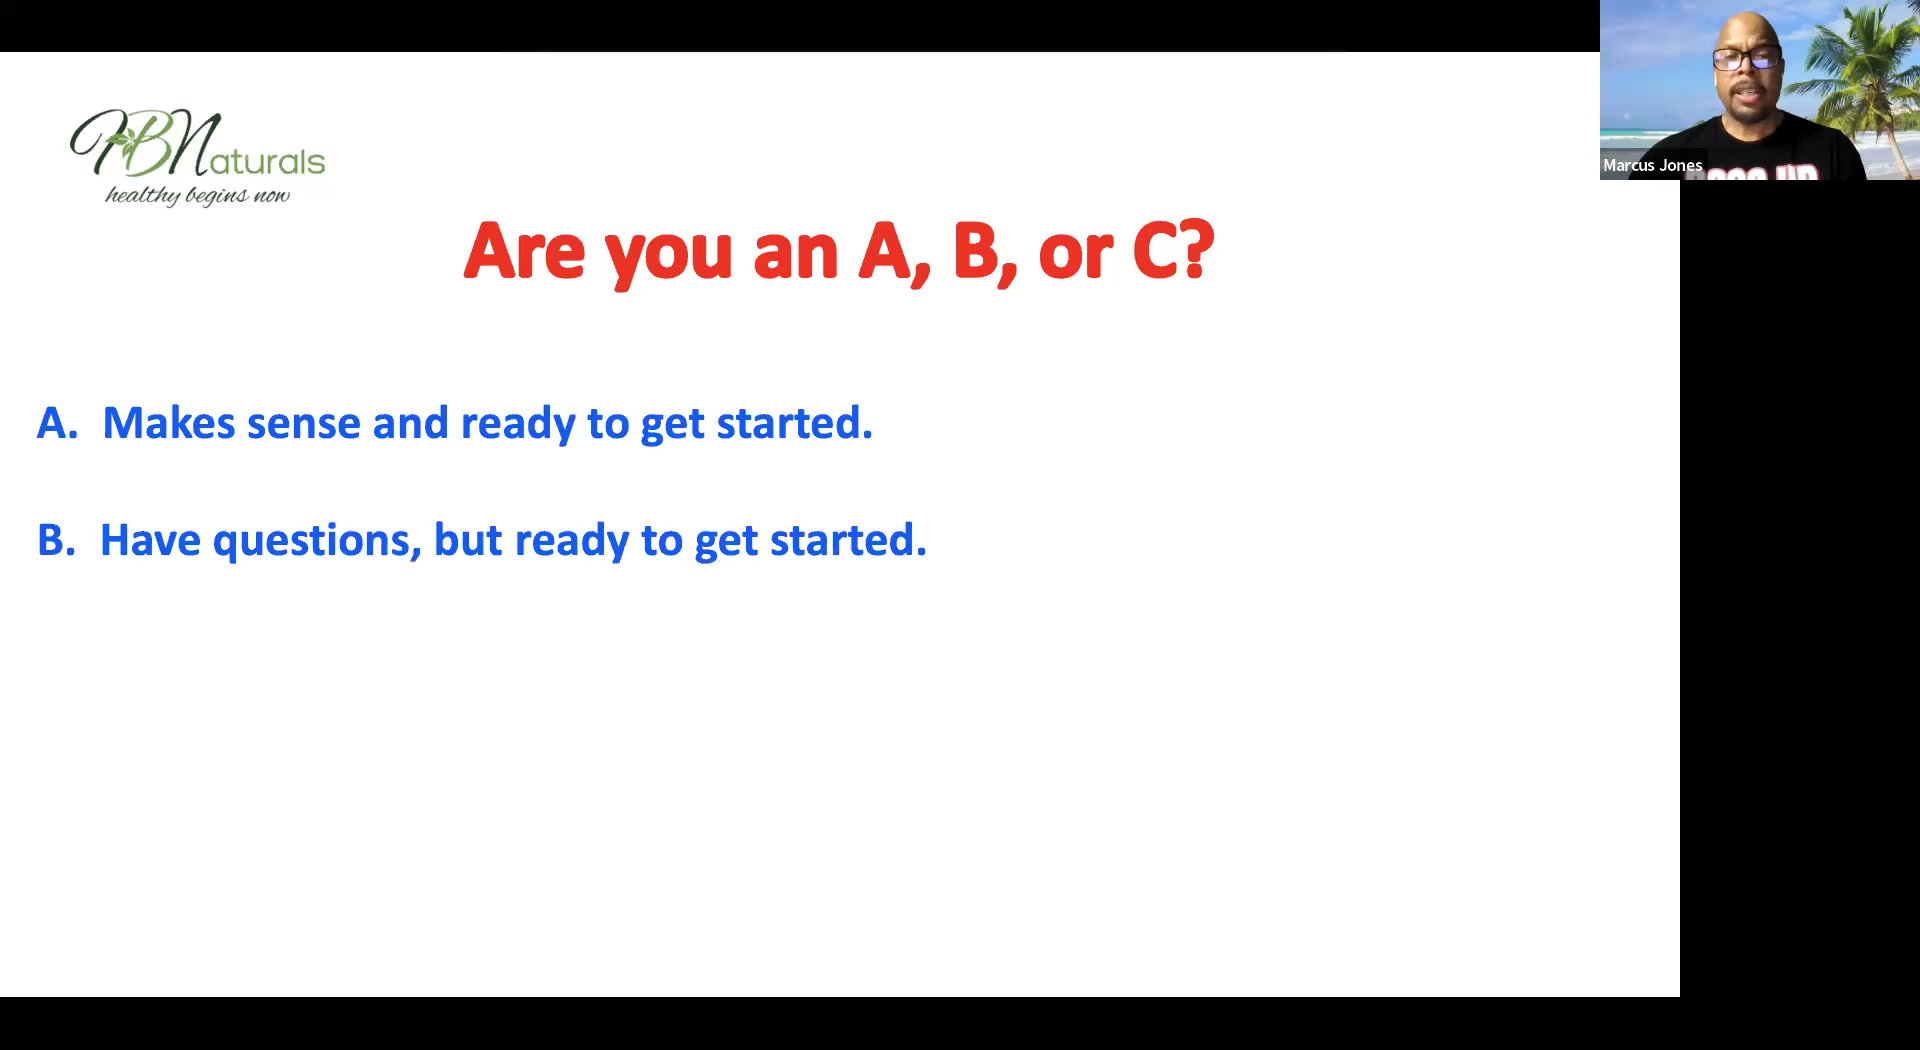 HBNaturals
healthy begins now
Marcus Jones
Are you an A, B, or C?
A. Makes sense and ready to get started.
B. Have questions, but ready to get started.